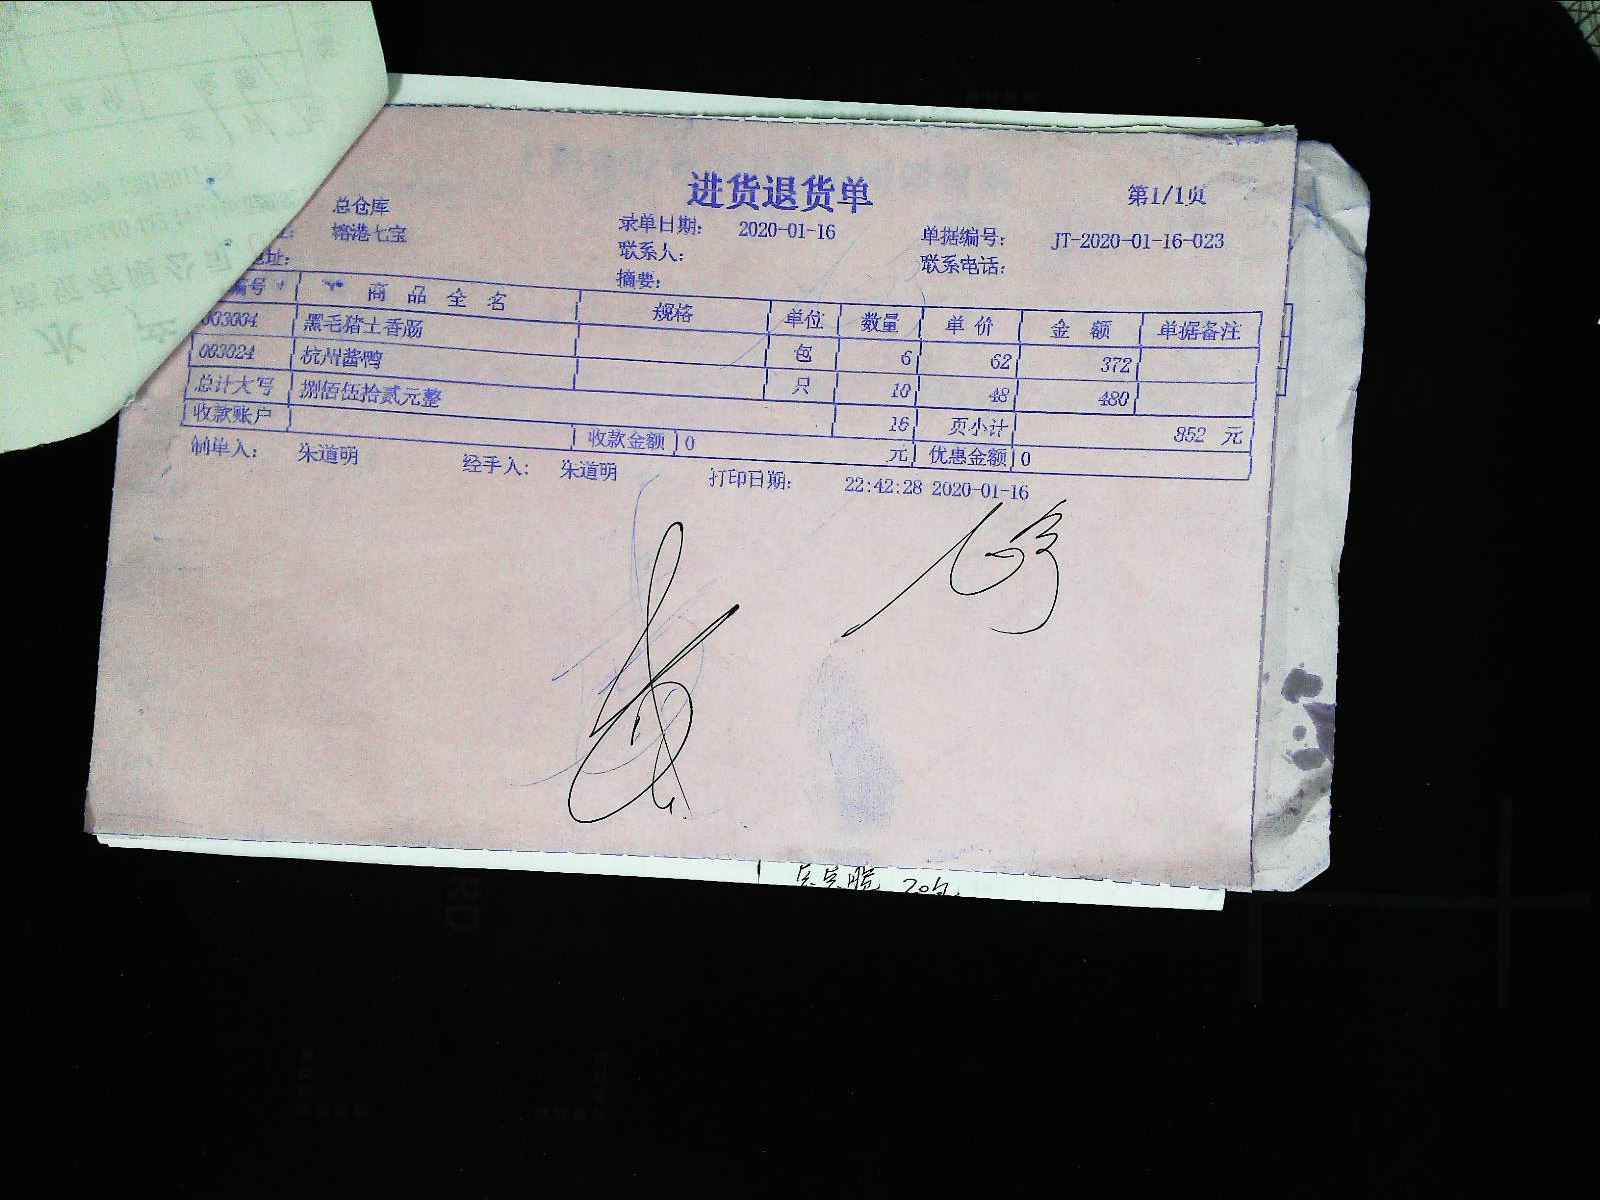 进货退货单
第1/1页
总仓库
榕港七宝 录单日期： 2020-01-16 单据编号： JT-2020-01-16-023
地址： 联系人： 联系电话：
摘要：
编号 商品全名 规格 单位 数量 单价 金额 单据备注
003004 黑毛猪土香肠 包 6 62 372
003024 杭州酱鸭 只 10 48 480
总计大写 捌佰伍拾贰元整 16 页小计 852 元
收款账户 收款金额 0 元 优惠金额 0
制单人： 朱道明 经手人： 朱道明 打印日期： 22:42:28 2020-01-16